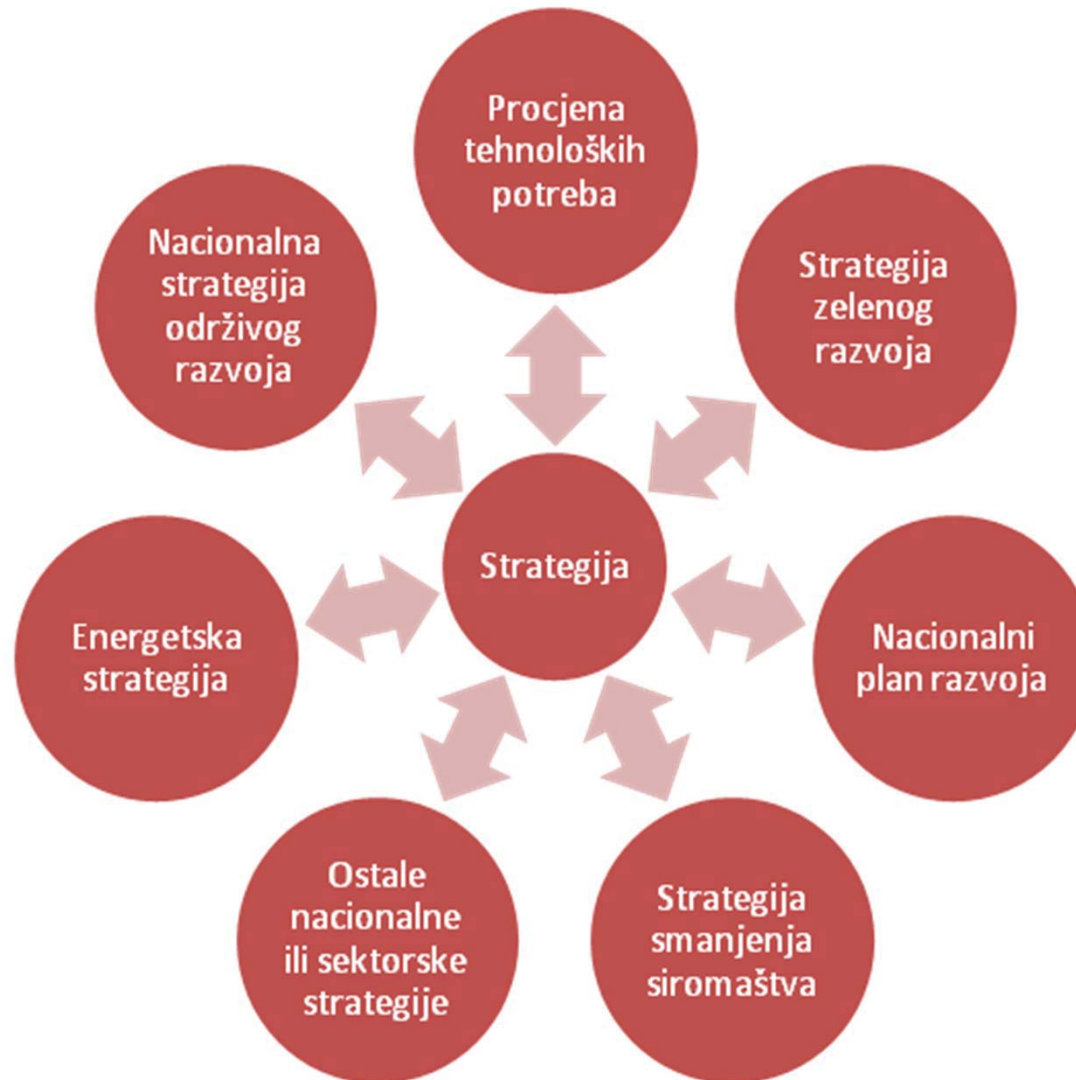 Procjena
tehnoloških
potreba
Strategija
zelenog
razvoja
Nacionalni
plan razvoja
Strategija
smanjenja
siromaštva
Ostale
nacionalne
ili sektorske
strategije
Energetska
strategija
Nacionalna
strategija
održivog
razvoja
Strategija